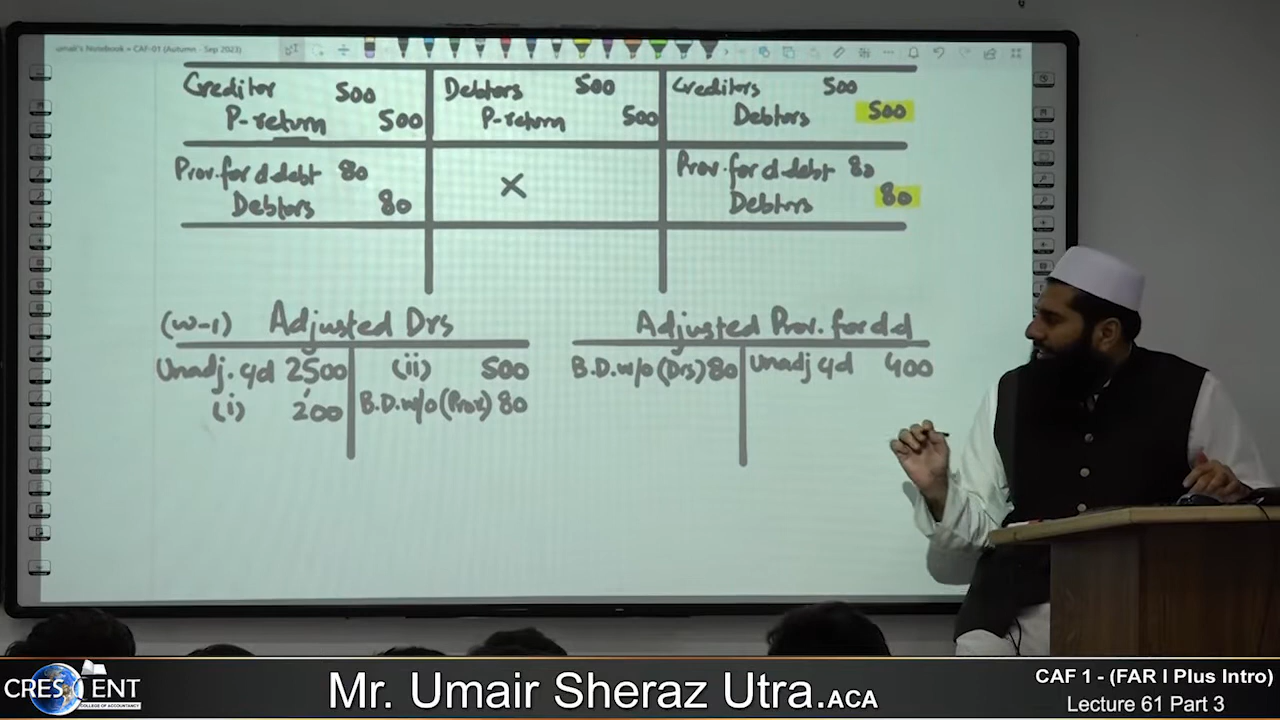 umair's Notebook » CAF-01 (Autumn - Sep 2023)
Creditor 500
P-return 500
Debtors 500
P-return 500
Creditors 500
Debtors 500
Prov. for d debt 80
Debtors 80
×
Prov. for d debt 80
Debtors 80
(W-1) Adjusted Drs
Unadj. c/d 2500
(i) 200
(ii) 500
B.D. w/o (Prov) 80
Adjusted Prov. for dd
B.D. w/o (Drs) 80
Unadj c/d 400
CRESCENT
COLLEGE OF ACCOUNTANCY
Mr. Umair Sheraz Utra.ACA
CAF 1 - (FAR I Plus Intro)
Lecture 61 Part 3